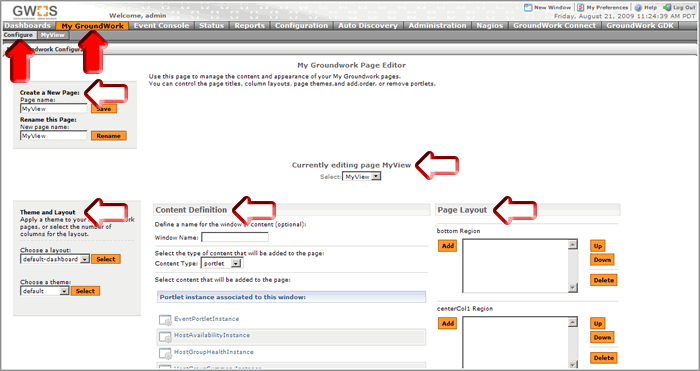 GWOS
Welcome, admin
New Window My Preferences Help Log Out
Friday, August 21, 2009 11:24:39 AM PDT
Dashboards My GroundWork Event Console Status Reports Configuration Auto Discovery Administration Nagios GroundWork Connect GroundWork GDK
Configure MyView
Groundwork Configura
My Groundwork Page Editor
Use this page to manage the content and appearance of your My Groundwork pages.
You can control the page titles, column layouts, page themes,and add,order, or remove portlets.
Create a New Page:
Page name:
MyView Save
Rename this Page:
New page name:
MyView Rename
Currently editing page MyView
Select: MyView
Theme and Layout
Apply a theme to your work
pages, or select the number of
columns for the layout.
Choose a layout:
default-dashboard Select
Choose a theme:
default Select
Content Definition
Define a name for the window of content (optional):
Window Name:
Select the type of content that will be added to the page:
Content Type: portlet
Select content that will be added to the page:
Portlet instance associated to this window:
EventPortletInstance
HostAvailabilityInstance
HostGroupHealthInstance
Page Layout
bottom Region
Add Up
Down
Delete
centerCol1 Region
Add Up
Down
Delete